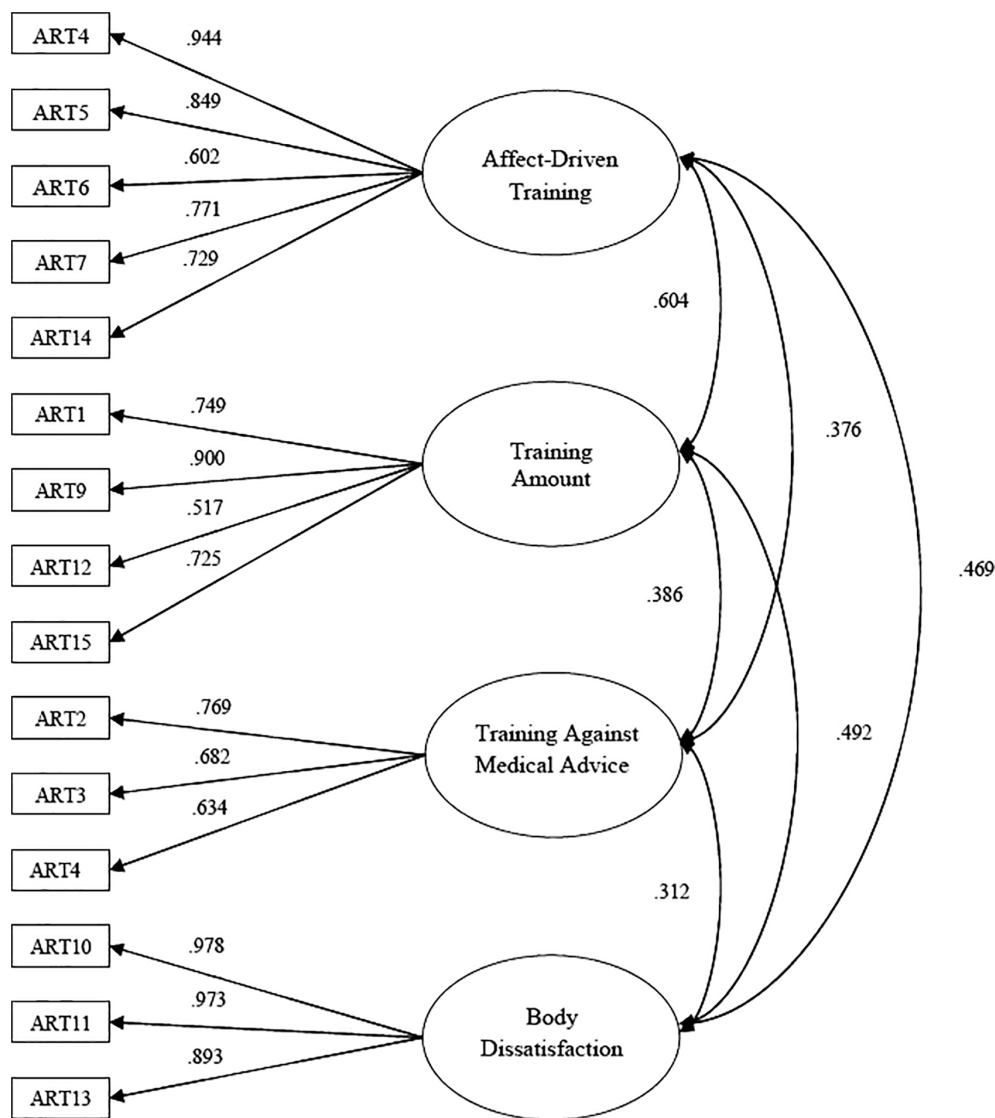 ART4
.944
ART5
.849
ART6
.602
ART7
.771
ART14
.729
Affect-Driven
Training
ART1
.749
ART9
.900
ART12
.517
ART15
.725
Training
Amount
ART2
.769
ART3
.682
ART4
.634
Training Against
Medical Advice
ART10
.978
ART11
.973
ART13
.893
Body
Dissatisfaction
.604
.376
.386
.469
.492
.312